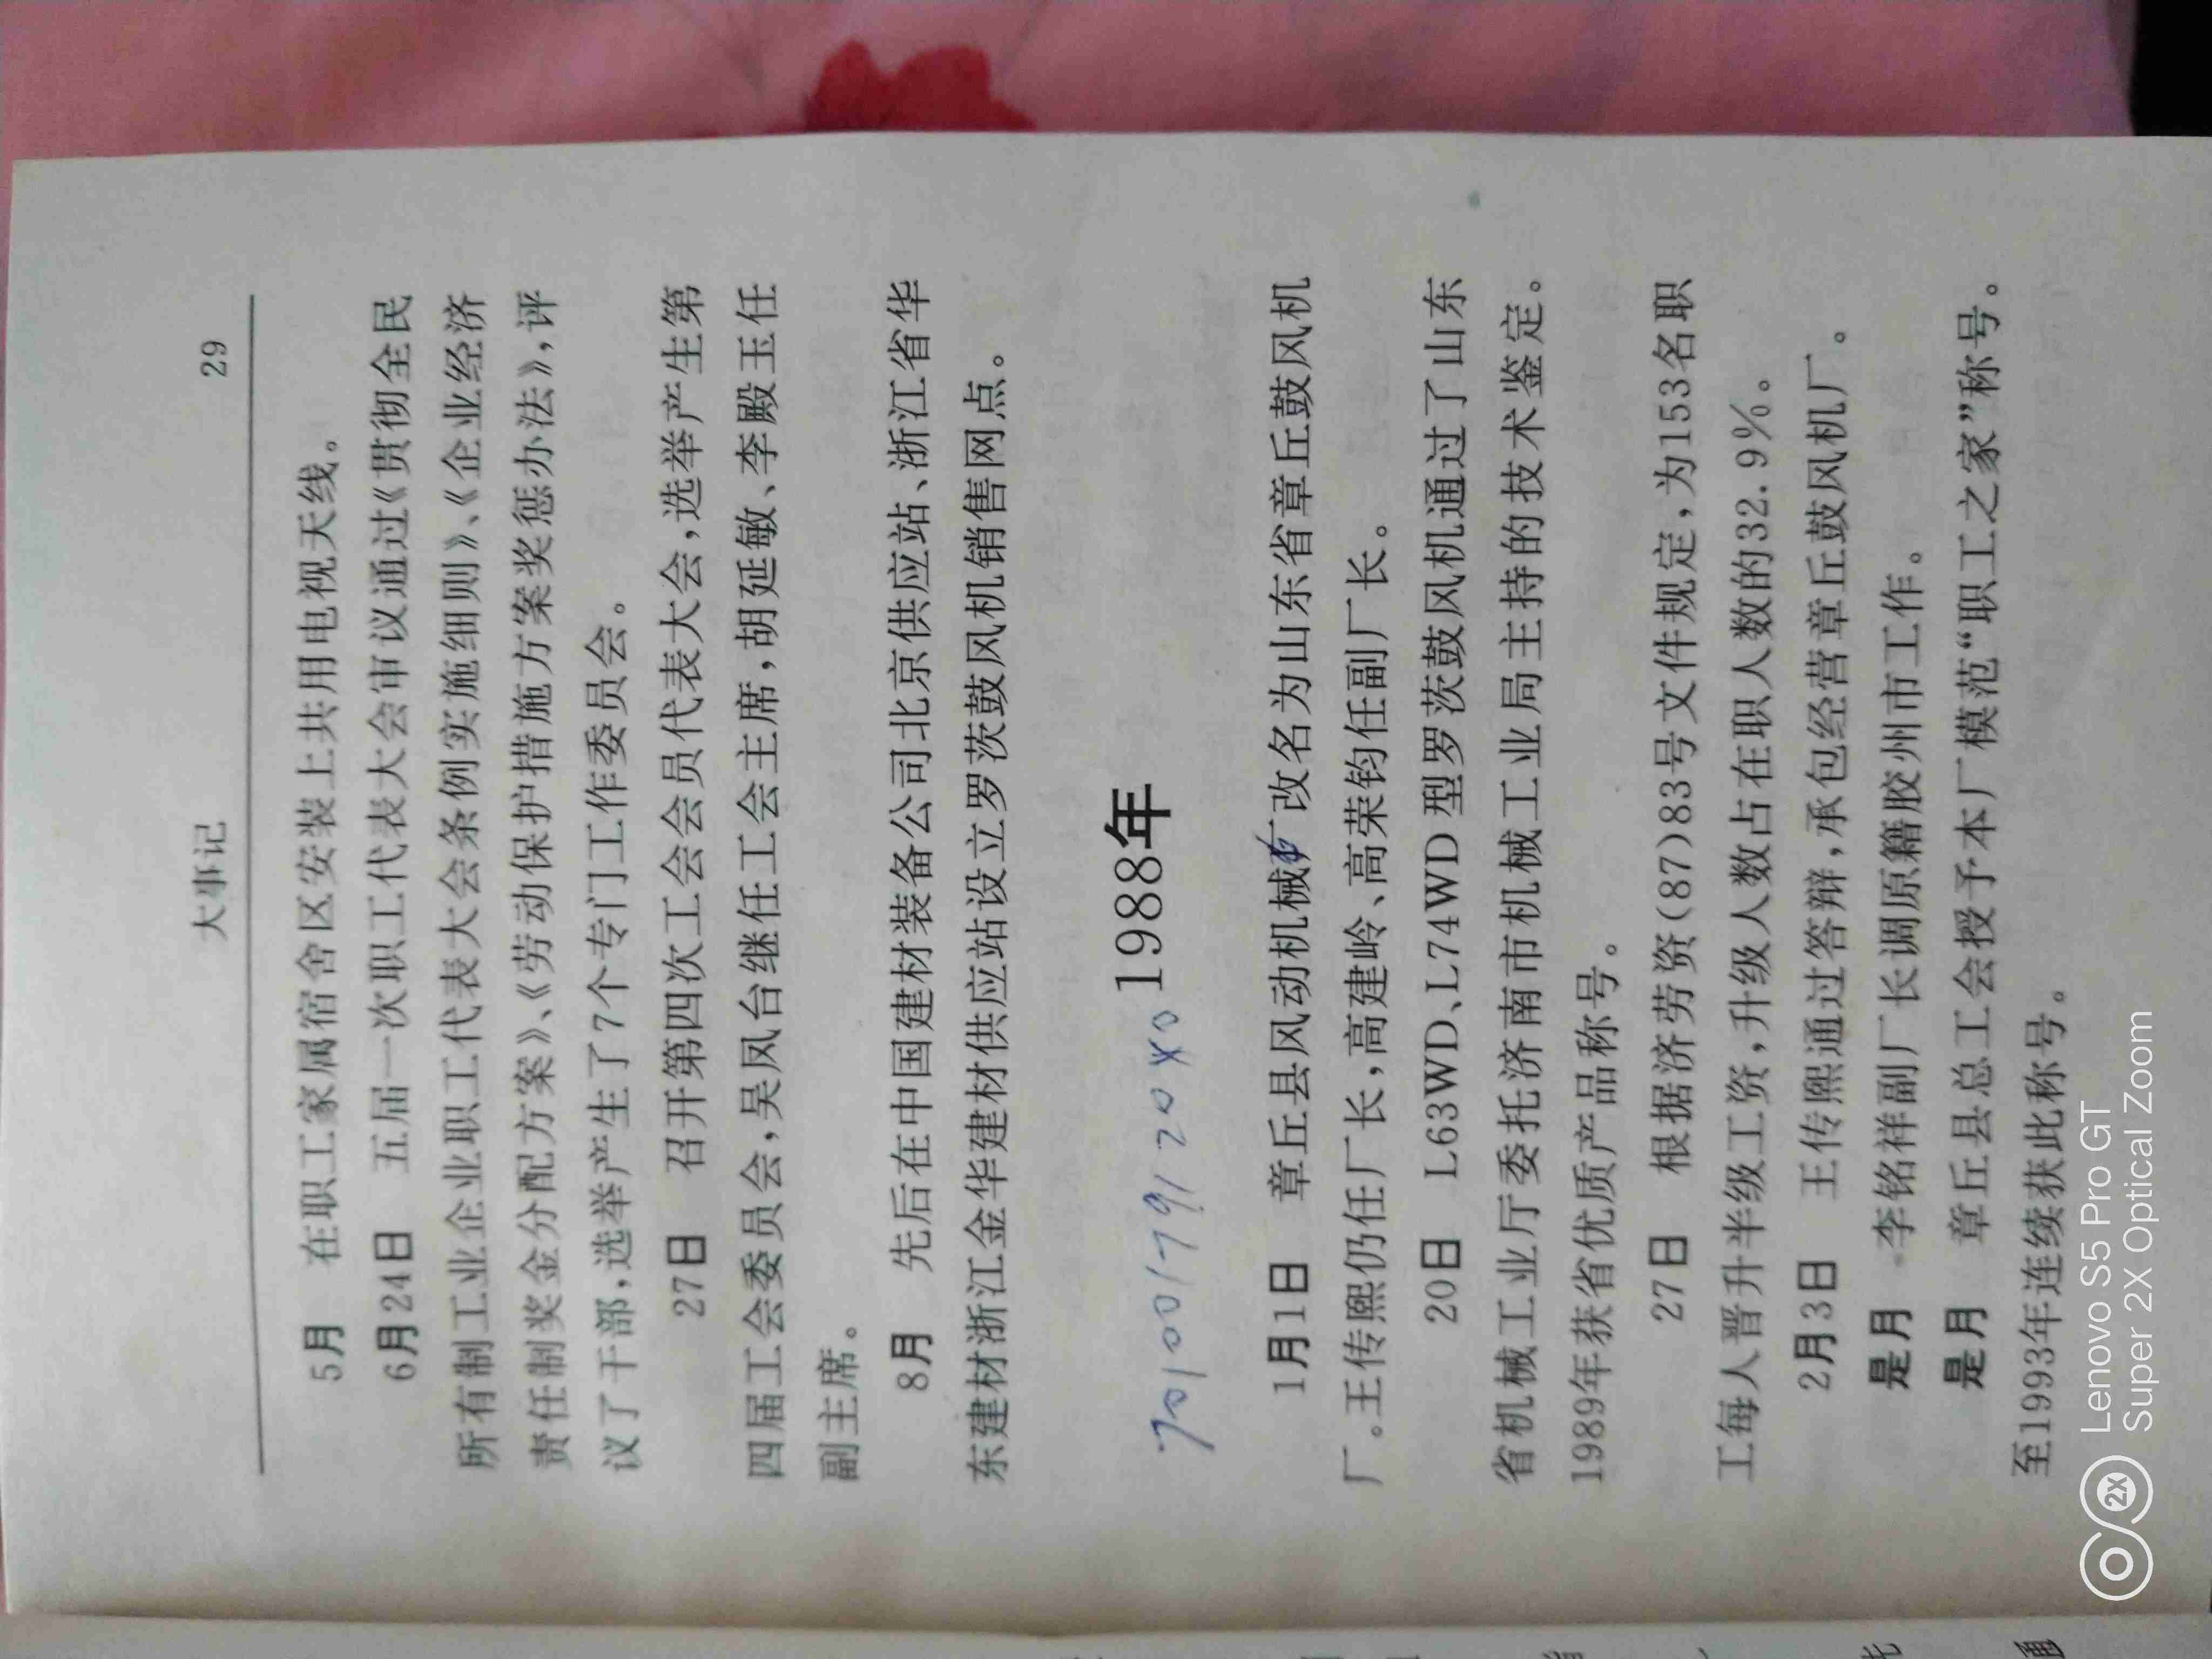 大事记 29
5月 在职工家属宿舍区安装上共用电视天线。
6月24日 五届一次职工代表大会审议通过《贯彻全民
所有制工业企业职工代表大会条例实施细则》、《企业经济
责任制奖金分配方案》、《劳动保护措施方案奖惩办法》,评
议了干部,选举产生了7个专门工作委员会。
27日 召开第四次工会会员代表大会,选举产生第
四届工会委员会,吴凤台继任工会主席,胡延敏、李殿玉任
副主席。
8月 先后在中国建材装备公司北京供应站、浙江省华
东建材浙江金华建材供应站设立罗茨鼓风机销售网点。
1988年
1月1日 章丘县风动机械厂改名为山东省章丘鼓风机
厂。王传熙仍任厂长,高建岭、高荣钧任副厂长。
20日 L63WD、L74WD 型罗茨鼓风机通过了山东
省机械工业厅委托济南市机械工业局主持的技术鉴定。
1989年获省优质产品称号。
27日 根据济劳资(87)83号文件规定,为153名职
工每人晋升半级工资,升级人数占在职人数的32.9%。
2月3日 王传熙通过答辩,承包经营章丘鼓风机厂。
是月 李铭祥副厂长调原籍胶州市工作。
是月 章丘县总工会授予本厂模范“职工之家”称号。
至1993年连续获此称号。
2X Lenovo S5 Pro GT
Super 2X Optical Zoom